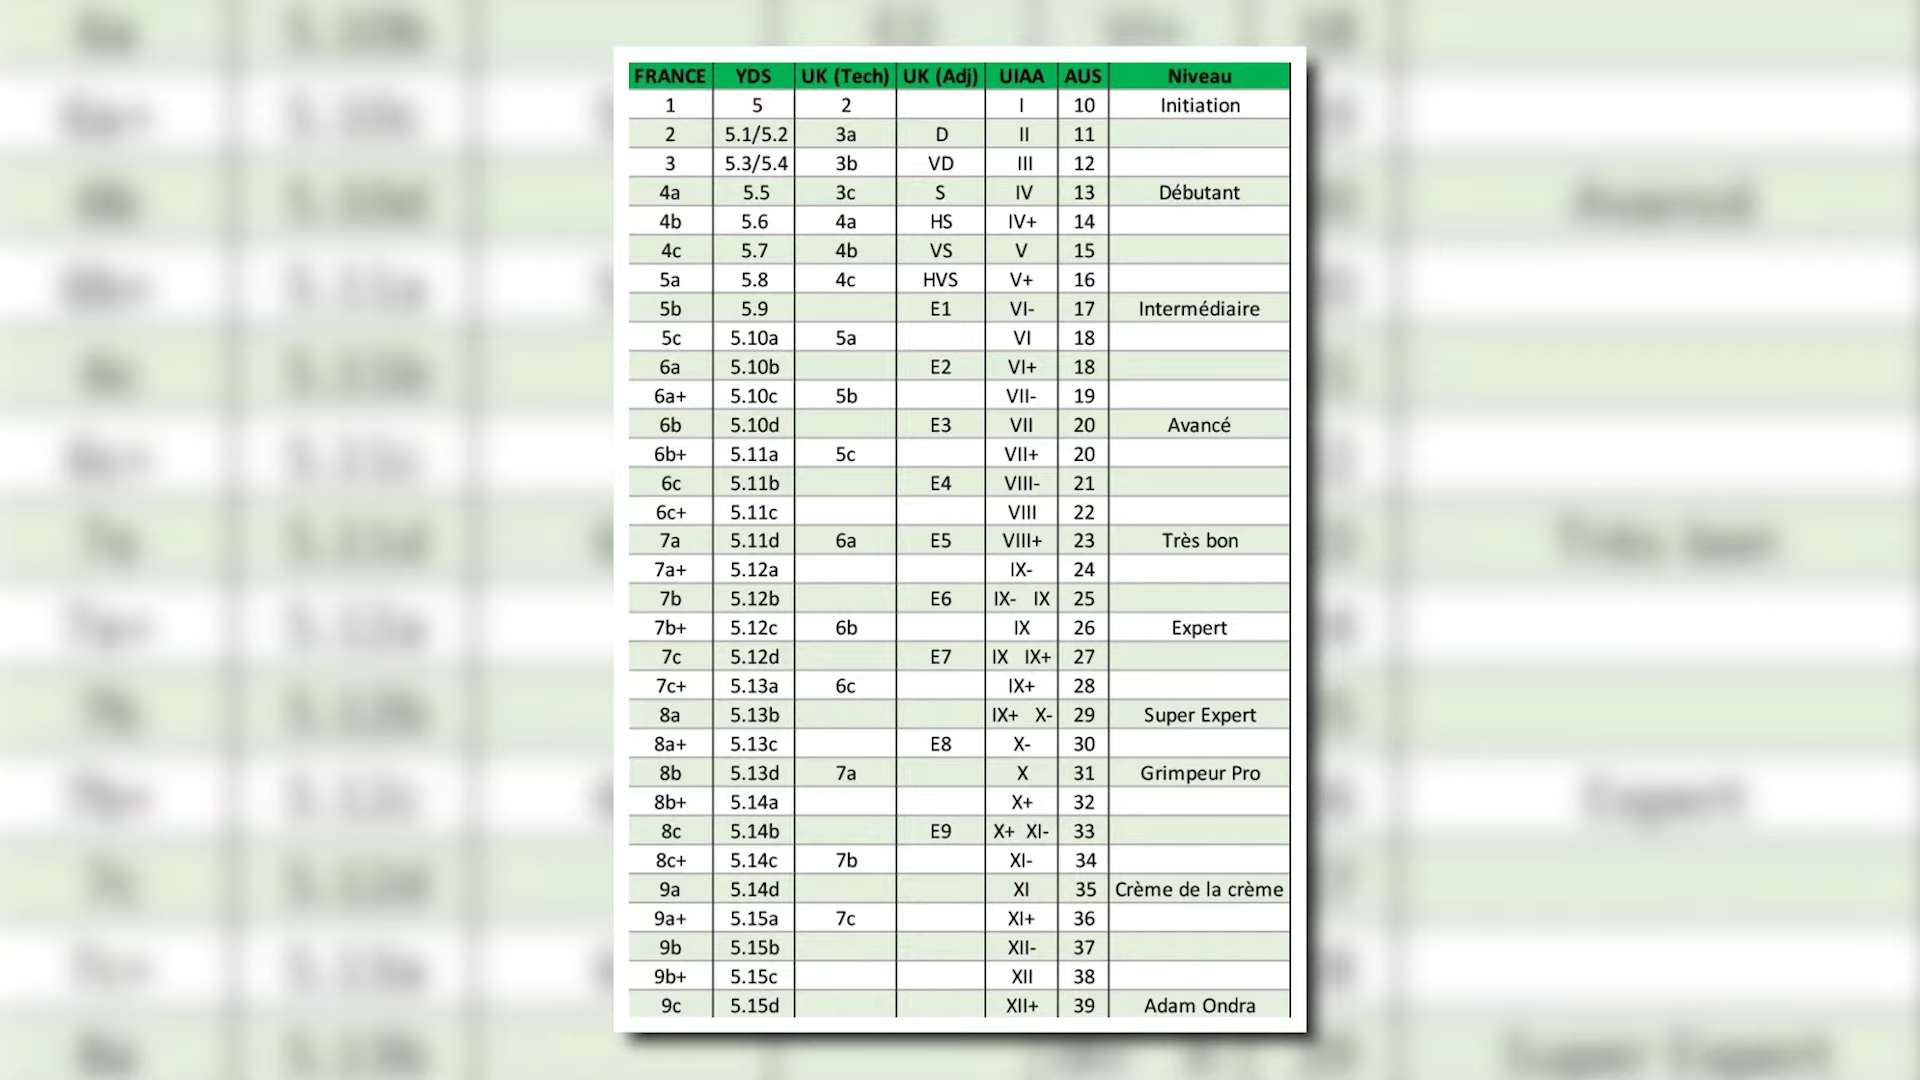 FRANCE YDS UK (Tech) UK (Adj) UIAA AUS Niveau
1 5 2 I 10 Initiation
2 5.1/5.2 3a D II 11
3 5.3/5.4 3b VD III 12
4a 5.5 3c S IV 13 Débutant
4b 5.6 4a HS IV+ 14
4c 5.7 4b VS V 15
5a 5.8 4c HVS V+ 16
5b 5.9 E1 VI- 17 Intermédiaire
5c 5.10a 5a VI 18
6a 5.10b E2 VI+ 18
6a+ 5.10c 5b VII- 19
6b 5.10d E3 VII 20 Avancé
6b+ 5.11a 5c VII+ 20
6c 5.11b E4 VIII- 21
6c+ 5.11c VIII 22
7a 5.11d 6a E5 VIII+ 23 Très bon
7a+ 5.12a IX- 24
7b 5.12b E6 IX- IX 25
7b+ 5.12c 6b IX 26 Expert
7c 5.12d E7 IX IX+ 27
7c+ 5.13a 6c IX+ 28
8a 5.13b IX+ X- 29 Super Expert
8a+ 5.13c E8 X- 30
8b 5.13d 7a X 31 Grimpeur Pro
8b+ 5.14a X+ 32
8c 5.14b E9 X+ XI- 33
8c+ 5.14c 7b XI- 34
9a 5.14d XI 35 Crème de la crème
9a+ 5.15a 7c XI+ 36
9b 5.15b XII- 37
9b+ 5.15c XII 38
9c 5.15d XII+ 39 Adam Ondra